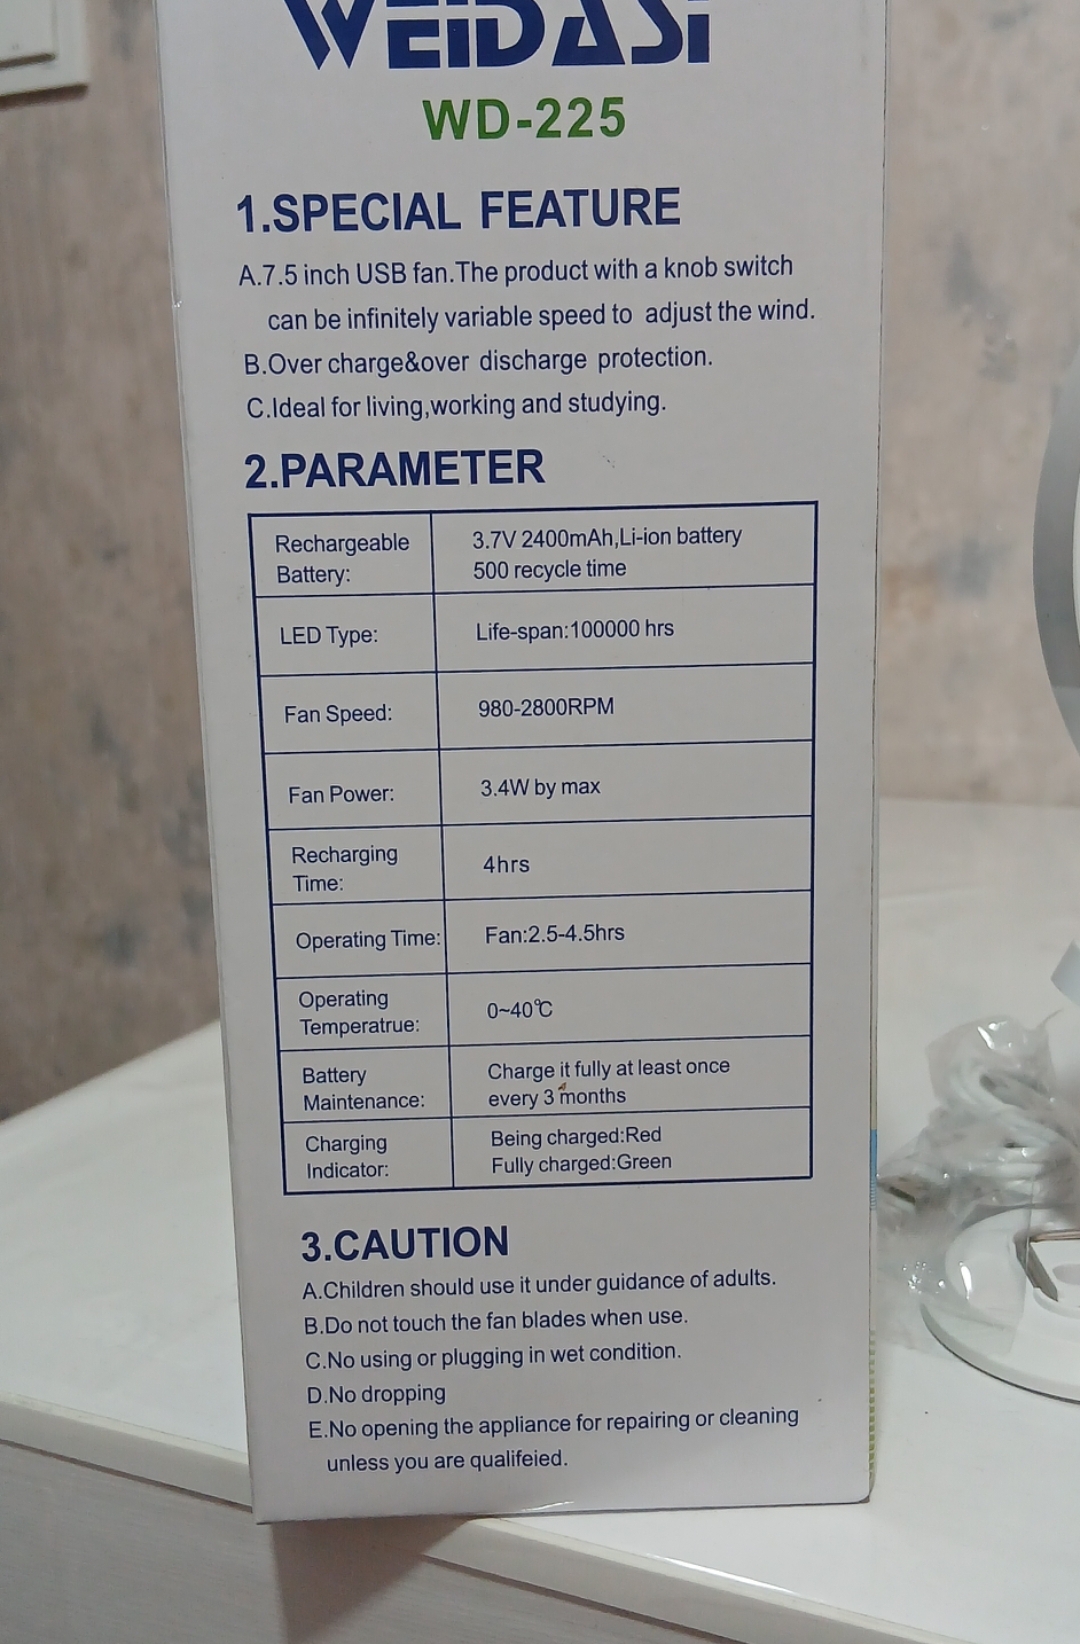 WEIDASI
WD-225
1.SPECIAL FEATURE
A.7.5 inch USB fan.The product with a knob switch
can be infinitely variable speed to adjust the wind.
B.Over charge&over discharge protection.
C.Ideal for living,working and studying.
2.PARAMETER
Rechargeable
Battery:
3.7V 2400mAh,Li-ion battery
500 recycle time
LED Type:
Life-span:100000 hrs
Fan Speed:
980-2800RPM
Fan Power:
3.4W by max
Recharging
Time:
4hrs
Operating Time:
Fan:2.5-4.5hrs
Operating
Temperatrue:
0~40℃
Battery
Maintenance:
Charge it fully at least once
every 3 months
Charging
Indicator:
Being charged:Red
Fully charged:Green
3.CAUTION
A.Children should use it under guidance of adults.
B.Do not touch the fan blades when use.
C.No using or plugging in wet condition.
D.No dropping
E.No opening the appliance for repairing or cleaning
unless you are qualifeied.